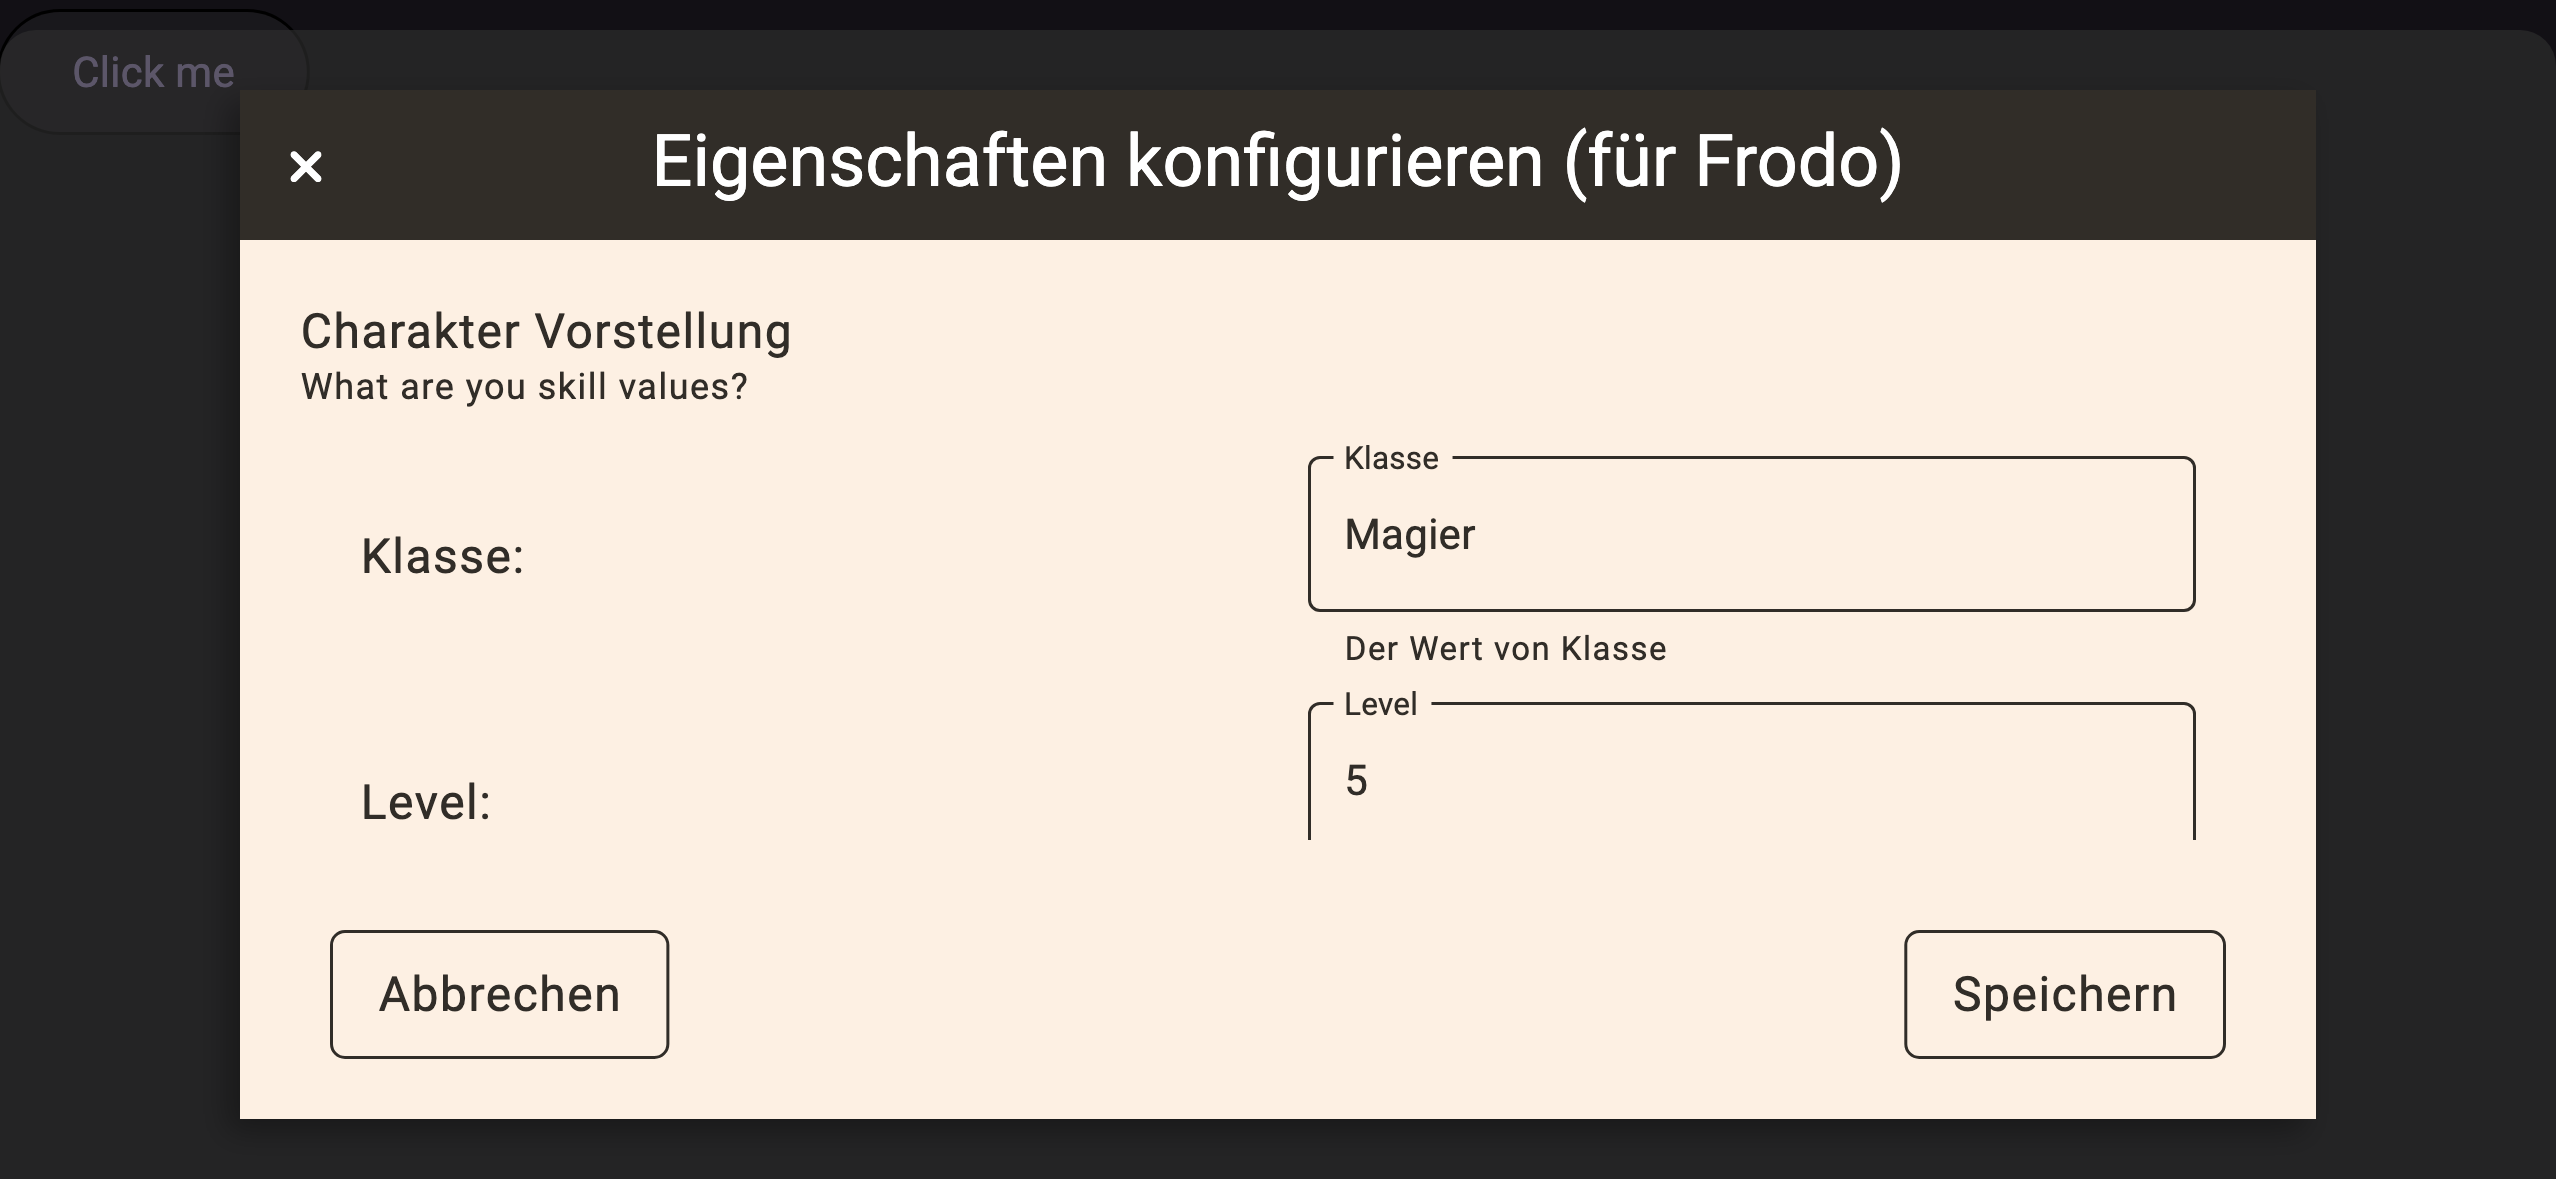 Click me
× Eigenschaften konfigurieren (für Frodo)
Charakter Vorstellung
What are you skill values?
Klasse
Klasse: Magier
Der Wert von Klasse
Level
Level: 5
Abbrechen Speichern